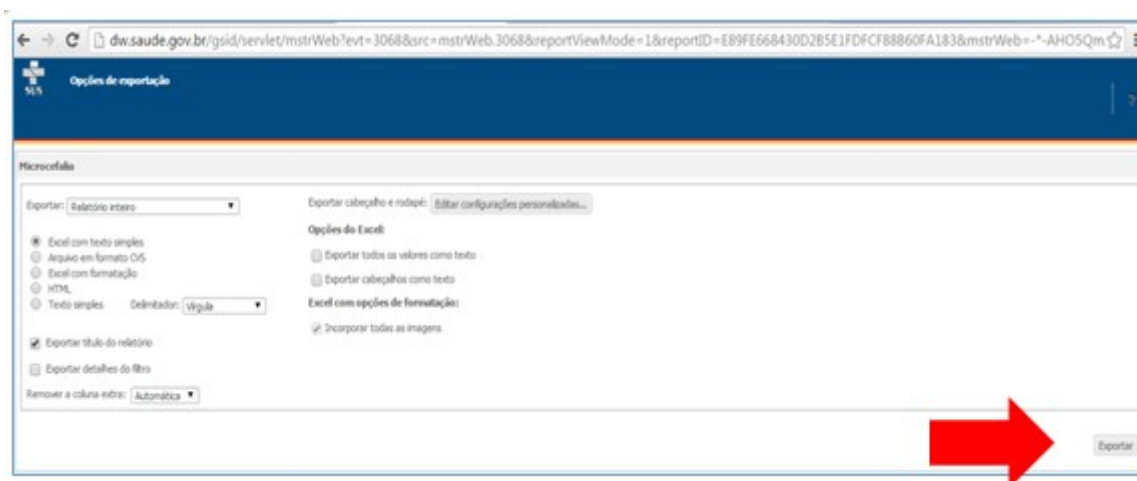 dw.saude.gov.br/gsid/servlet/mstrWeb?evt=3068&src=mstrWeb.3068&reportViewMode=1&reportID=E89FE668430D2B5E1FDFCF88860FA183&mstrWeb=-*-AHO5Qm
SUS
Opções de exportação
Microcefalia
Exportar: Relatório inteiro
Exportar cabeçalho e rodapé: Editar configurações personalizadas...
Opções do Excel:
Excel com texto simples
Exportar todos os valores como texto
Arquivo em formato CVS
Excel com formatação
Exportar cabeçalhos como texto
HTML
Texto simples Delimitador: Vírgula
Excel com opções de formatação:
Incorporar todas as imagens
Exportar título do relatório
Exportar detalhes do filtro
Remover a coluna extra: Automática
Exportar